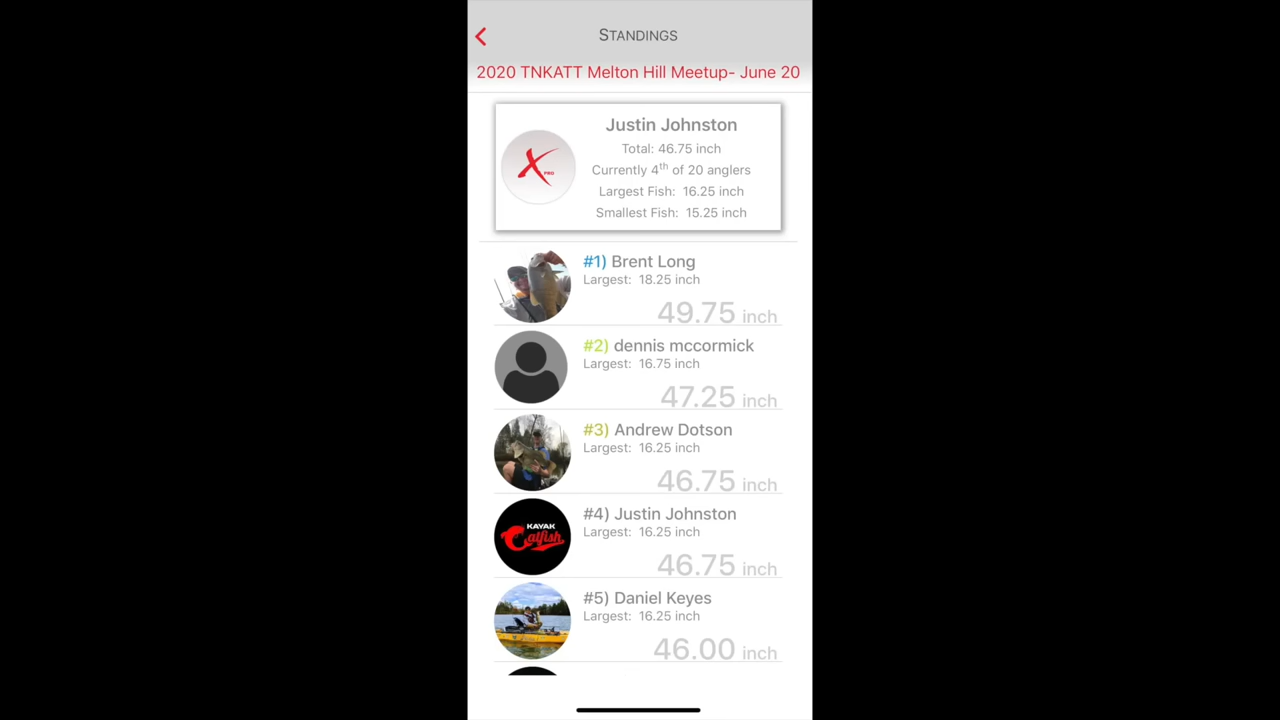 STANDINGS
2020 TNKATT Melton Hill Meetup- June 20
Justin Johnston
Total: 46.75 inch
Currently 4th of 20 anglers
Largest Fish: 16.25 inch
Smallest Fish: 15.25 inch
X PRO
#1) Brent Long
Largest: 18.25 inch
49.75 inch
#2) dennis mccormick
Largest: 16.75 inch
47.25 inch
#3) Andrew Dotson
Largest: 16.25 inch
46.75 inch
#4) Justin Johnston
Largest: 16.25 inch
46.75 inch
KAYAK
Catfish
#5) Daniel Keyes
Largest: 16.25 inch
46.00 inch